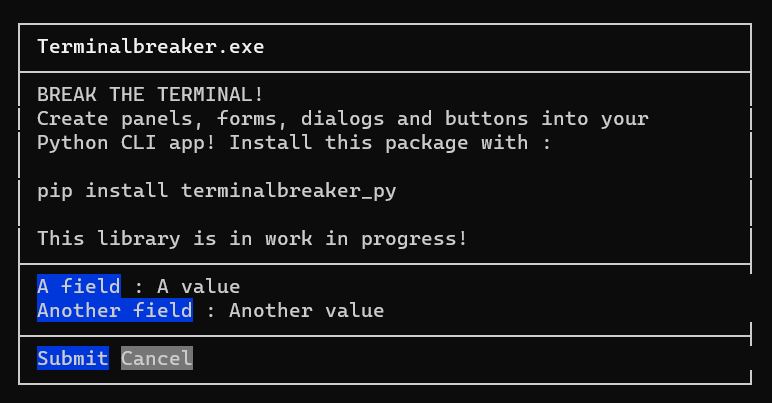 Terminalbreaker.exe
BREAK THE TERMINAL!
Create panels, forms, dialogs and buttons into your
Python CLI app! Install this package with :
pip install terminalbreaker_py
This library is in work in progress!
A field : A value
Another field : Another value
Submit Cancel